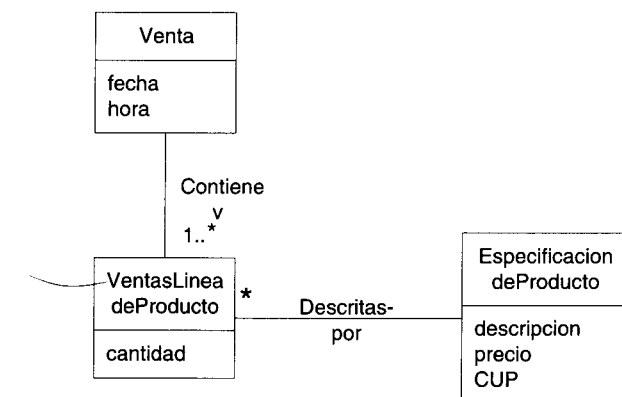 Venta
fecha
hora
Contiene
v
1..*
VentasLinea
deProducto
cantidad
*
Descritas-
por
Especificacion
deProducto
descripcion
precio
CUP